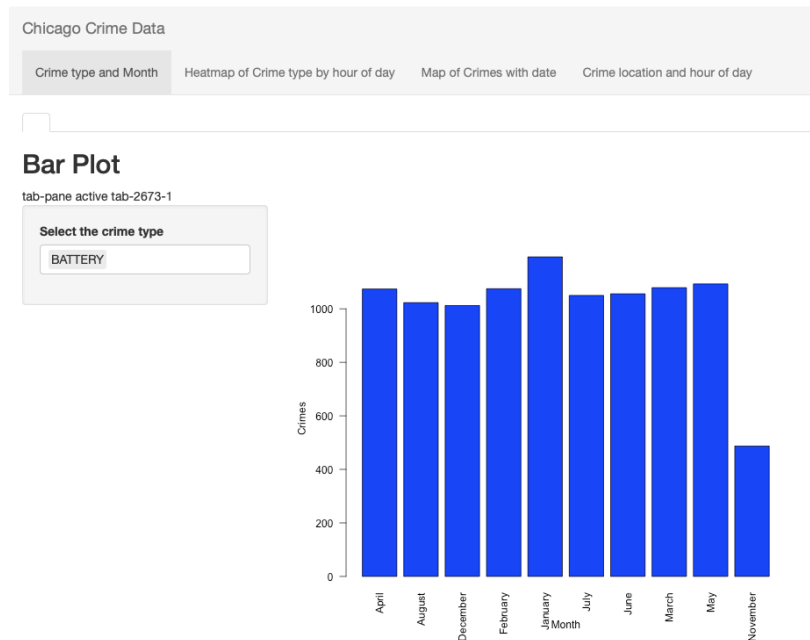 Chicago Crime Data
Crime type and Month Heatmap of Crime type by hour of day Map of Crimes with date Crime location and hour of day
Bar Plot
tab-pane active tab-2673-1
Select the crime type
BATTERY
1000
800
600
400
200
0
Crimes
April August December February January July June March May November
Month